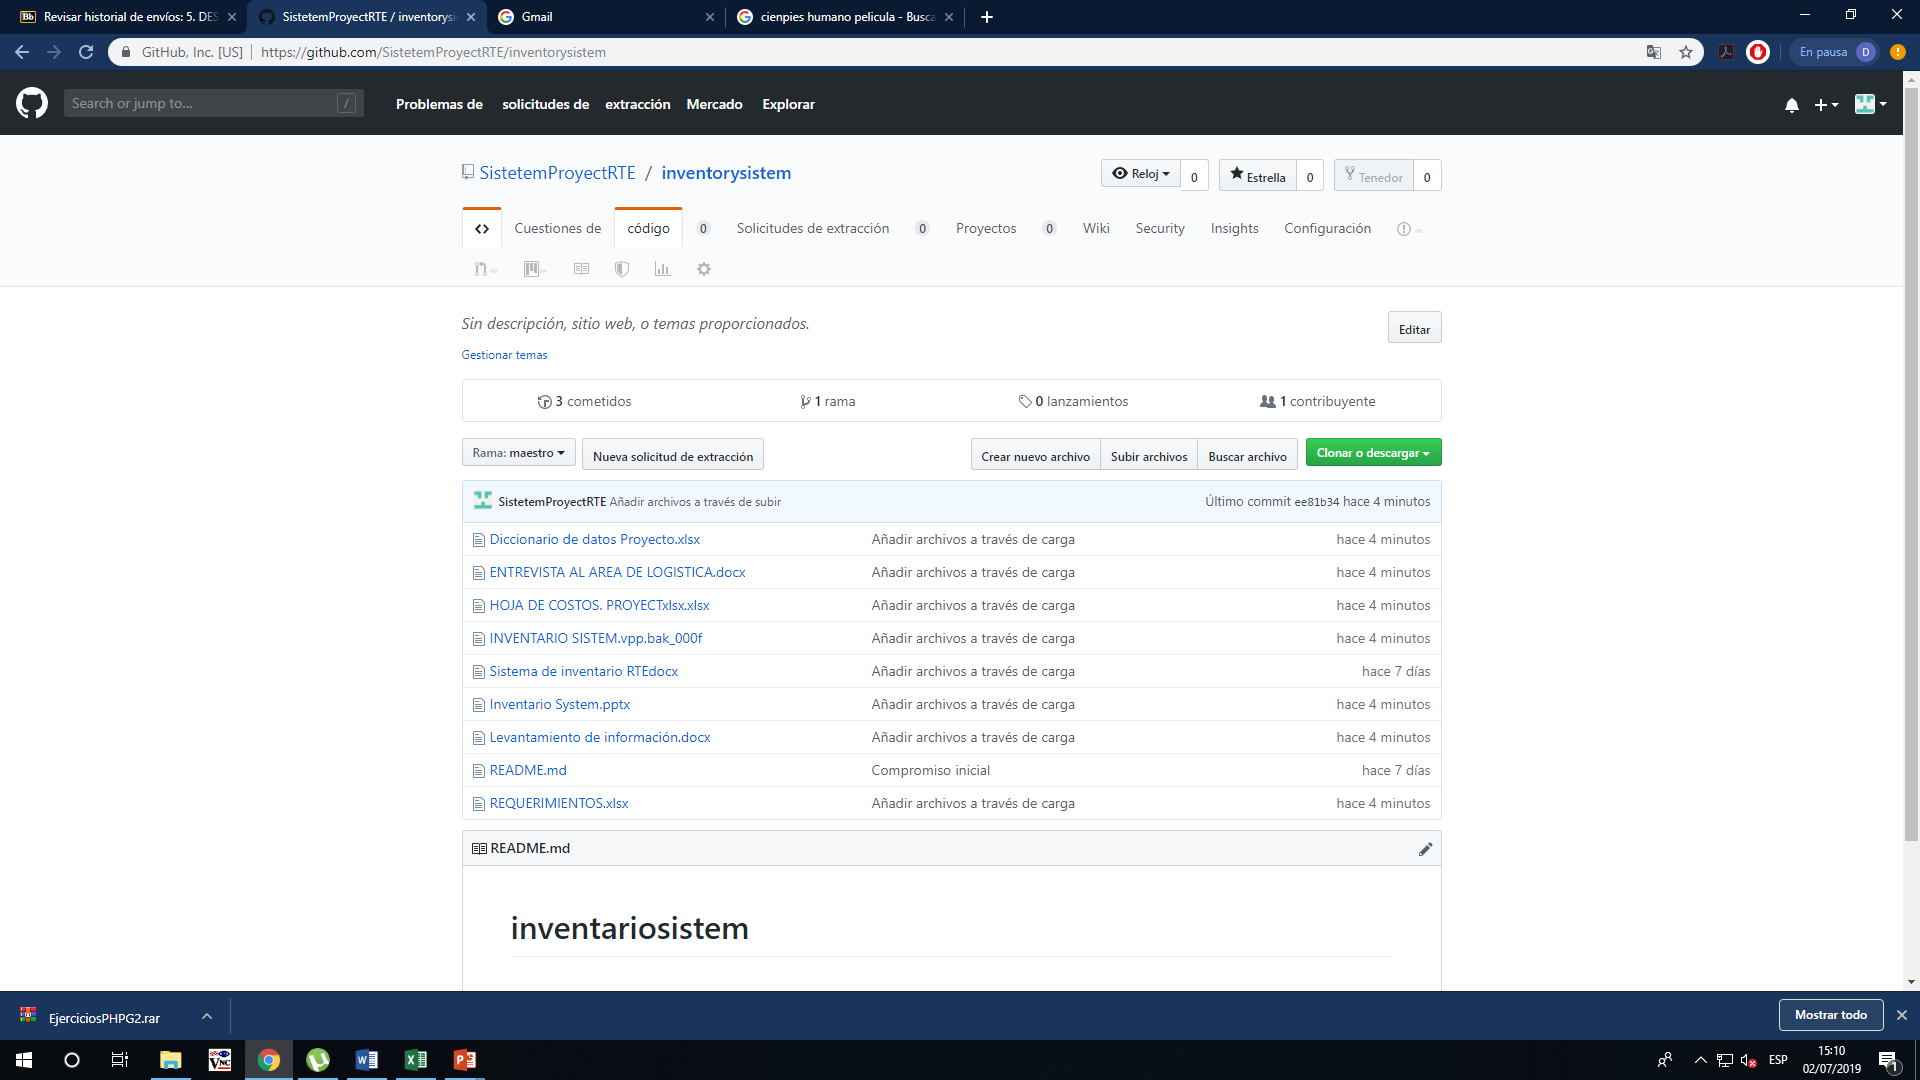 Bb Revisar historial de envíos: 5. DES
SistetemProyectRTE / inventorysis
Gmail
cienpies humano pelicula - Busca
GitHub, Inc. [US] https://github.com/SistetemProyectRTE/inventorysistem
En pausa D
Search or jump to... /
Problemas de solicitudes de extracción Mercado Explorar
SistetemProyectRTE / inventorysistem
Reloj 0 Estrella 0 Tenedor 0
Cuestiones de código 0 Solicitudes de extracción 0 Proyectos 0 Wiki Security Insights Configuración
Sin descripción, sitio web, o temas proporcionados.
Editar
Gestionar temas
3 cometidos 1 rama 0 lanzamientos 1 contribuyente
Rama: maestro Nueva solicitud de extracción Crear nuevo archivo Subir archivos Buscar archivo Clonar o descargar
SistetemProyectRTE Añadir archivos a través de subir Último commit ee81b34 hace 4 minutos
Diccionario de datos Proyecto.xlsx Añadir archivos a través de carga hace 4 minutos
ENTREVISTA AL AREA DE LOGISTICA.docx Añadir archivos a través de carga hace 4 minutos
HOJA DE COSTOS. PROYECTxlsx.xlsx Añadir archivos a través de carga hace 4 minutos
INVENTARIO SISTEM.vpp.bak_000f Añadir archivos a través de carga hace 4 minutos
Sistema de inventario RTEdocx Añadir archivos a través de carga hace 7 días
Inventario System.pptx Añadir archivos a través de carga hace 4 minutos
Levantamiento de información.docx Añadir archivos a través de carga hace 4 minutos
README.md Compromiso inicial hace 7 días
REQUERIMIENTOS.xlsx Añadir archivos a través de carga hace 4 minutos
README.md
inventariosistem
EjerciciosPHPG2.rar
Mostrar todo
ESP
15:10
02/07/2019
1